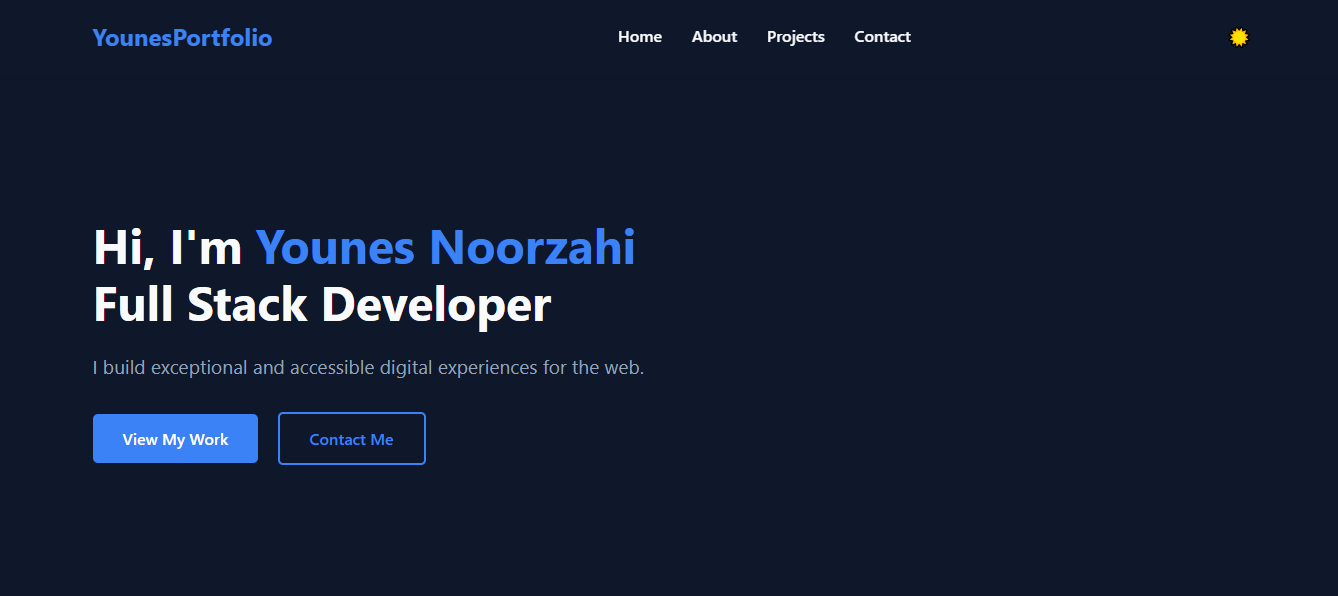 YounesPortfolio
Home About Projects Contact
Hi, I'm Younes Noorzahi
Full Stack Developer
I build exceptional and accessible digital experiences for the web.
View My Work Contact Me